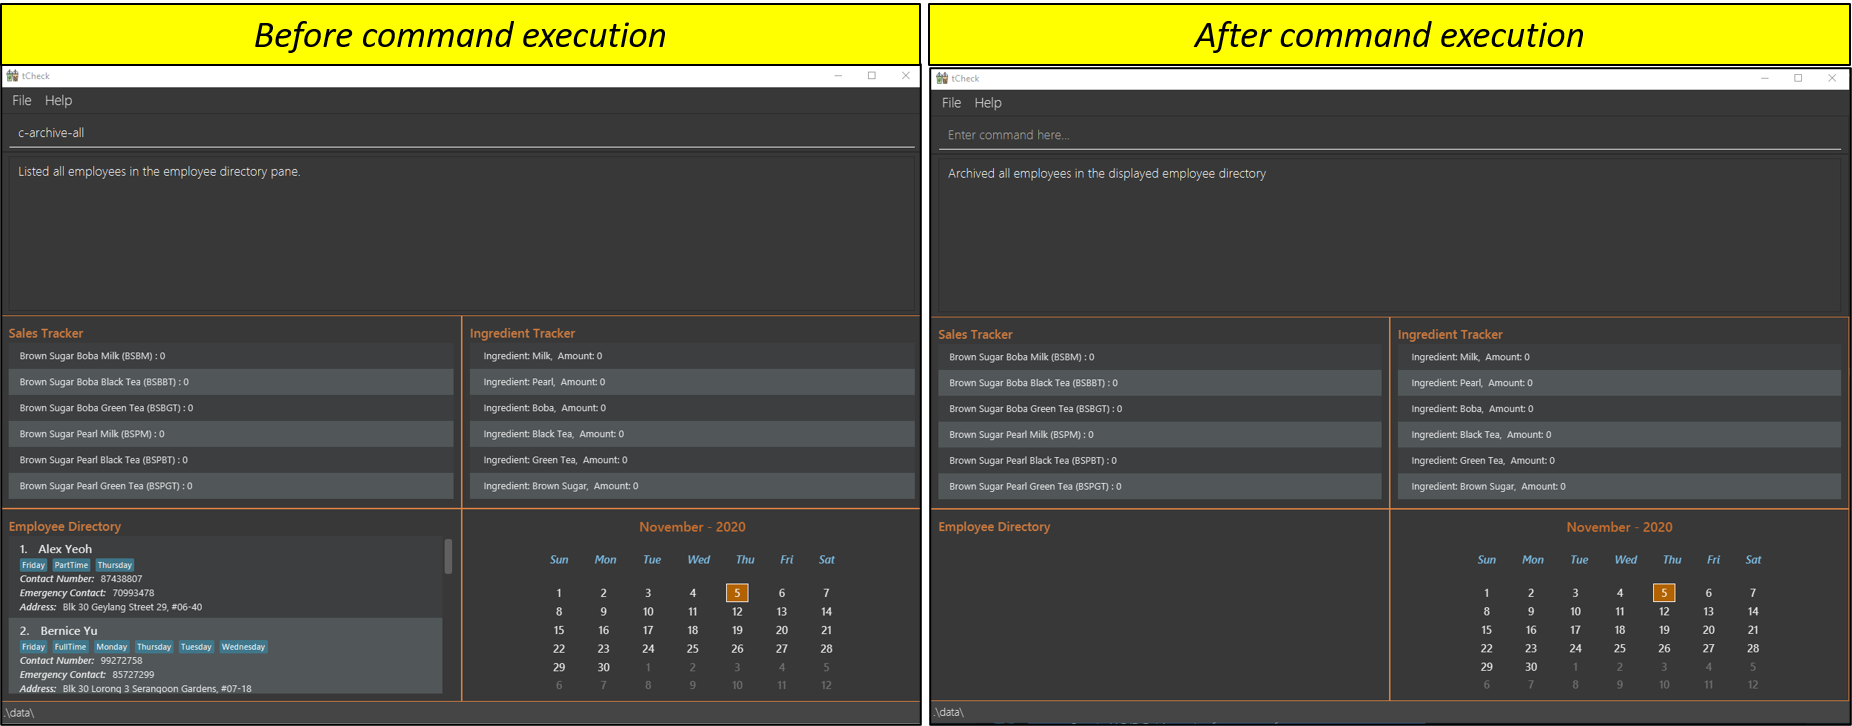 Before command execution
tCheck
File Help
c-archive-all
Listed all employees in the employee directory pane.
Sales Tracker
Brown Sugar Boba Milk (BSBM) : 0
Brown Sugar Boba Black Tea (BSBBT) : 0
Brown Sugar Boba Green Tea (BSBGT) : 0
Brown Sugar Pearl Milk (BSPM) : 0
Brown Sugar Pearl Black Tea (BSPBT) : 0
Brown Sugar Pearl Green Tea (BSPGT) : 0
Ingredient Tracker
Ingredient: Milk, Amount: 0
Ingredient: Pearl, Amount: 0
Ingredient: Boba, Amount: 0
Ingredient: Black Tea, Amount: 0
Ingredient: Green Tea, Amount: 0
Ingredient: Brown Sugar, Amount: 0
Employee Directory
1. Alex Yeoh
Friday PartTime Thursday
Contact Number: 87438807
Emergency Contact: 70993478
Address: Blk 30 Geylang Street 29, #06-40
2. Bernice Yu
Friday FullTime Monday Thursday Tuesday Wednesday
Contact Number: 99272758
Emergency Contact: 85727299
Address: Blk 30 Lorong 3 Serangoon Gardens, #07-18
November - 2020
Sun Mon Tue Wed Thu Fri Sat
1 2 3 4 5 6 7
8 9 10 11 12 13 14
15 16 17 18 19 20 21
22 23 24 25 26 27 28
29 30 1 2 3 4 5
6 7 8 9 10 11 12
.\data\
After command execution
tCheck
File Help
Enter command here...
Archived all employees in the displayed employee directory
Sales Tracker
Brown Sugar Boba Milk (BSBM) : 0
Brown Sugar Boba Black Tea (BSBBT) : 0
Brown Sugar Boba Green Tea (BSBGT) : 0
Brown Sugar Pearl Milk (BSPM) : 0
Brown Sugar Pearl Black Tea (BSPBT) : 0
Brown Sugar Pearl Green Tea (BSPGT) : 0
Ingredient Tracker
Ingredient: Milk, Amount: 0
Ingredient: Pearl, Amount: 0
Ingredient: Boba, Amount: 0
Ingredient: Black Tea, Amount: 0
Ingredient: Green Tea, Amount: 0
Ingredient: Brown Sugar, Amount: 0
Employee Directory
November - 2020
Sun Mon Tue Wed Thu Fri Sat
1 2 3 4 5 6 7
8 9 10 11 12 13 14
15 16 17 18 19 20 21
22 23 24 25 26 27 28
29 30 1 2 3 4 5
6 7 8 9 10 11 12
.\data\